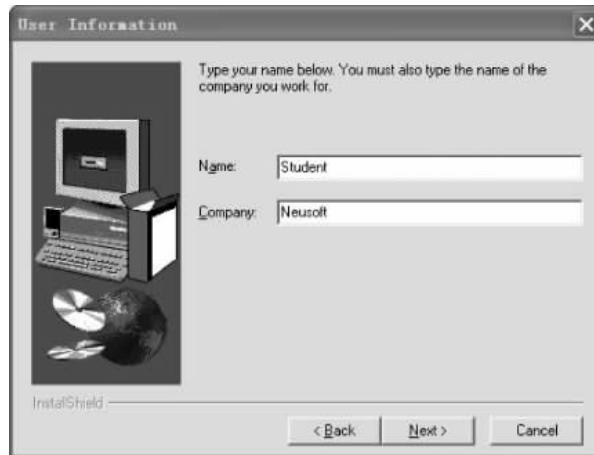 User Information
Type your name below. You must also type the name of the
company you work for.
Name: Student
Company: Neusoft
InstallShield
< Back Next > Cancel